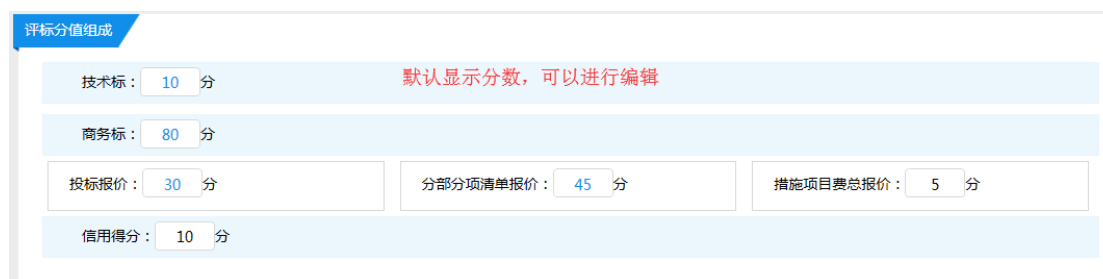 评标分值组成
技术标： 10 分 默认显示分数，可以进行编辑
商务标： 80 分
投标报价： 30 分 分部分项清单报价： 45 分 措施项目费总报价： 5 分
信用得分： 10 分